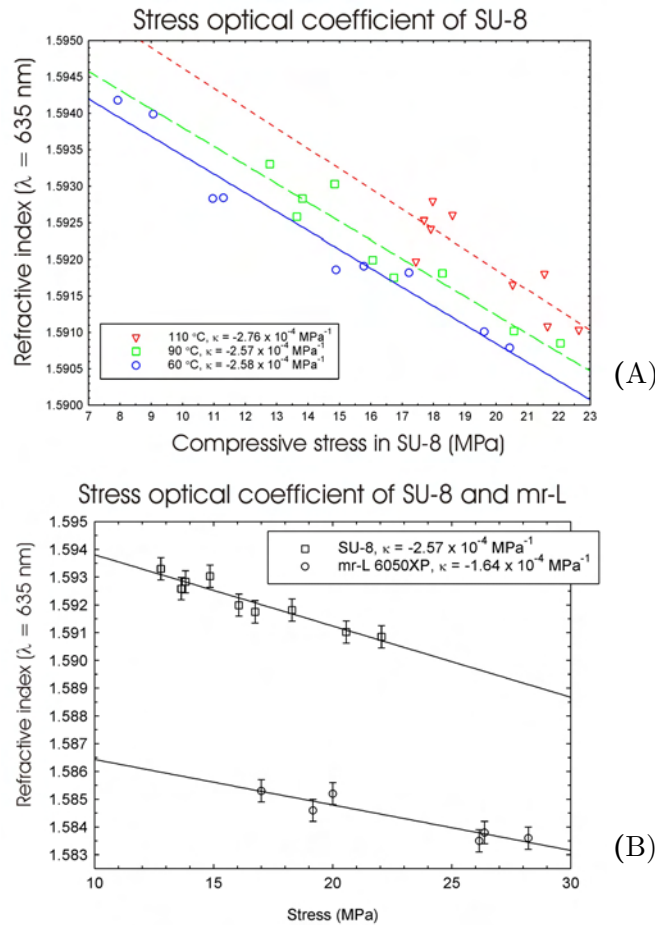 Stress optical coefficient of SU-8
Refractive index (λ = 635 nm)
1.5950
1.5945
1.5940
1.5935
1.5930
1.5925
1.5920
1.5915
1.5910
1.5905
1.5900
110 °C, κ = -2.76 x 10⁻⁴ MPa⁻¹
90 °C, κ = -2.57 x 10⁻⁴ MPa⁻¹
60 °C, κ = -2.58 x 10⁻⁴ MPa⁻¹
7 8 9 10 11 12 13 14 15 16 17 18 19 20 21 22 23
Compressive stress in SU-8 (MPa)
(A)
Stress optical coefficient of SU-8 and mr-L
Refractive index (λ = 635 nm)
1.595
1.594
1.593
1.592
1.591
1.590
1.589
1.588
1.587
1.586
1.585
1.584
1.583
SU-8, κ = -2.57 x 10⁻⁴ MPa⁻¹
mr-L 6050XP, κ = -1.64 x 10⁻⁴ MPa⁻¹
10 15 20 25 30
Stress (MPa)
(B)